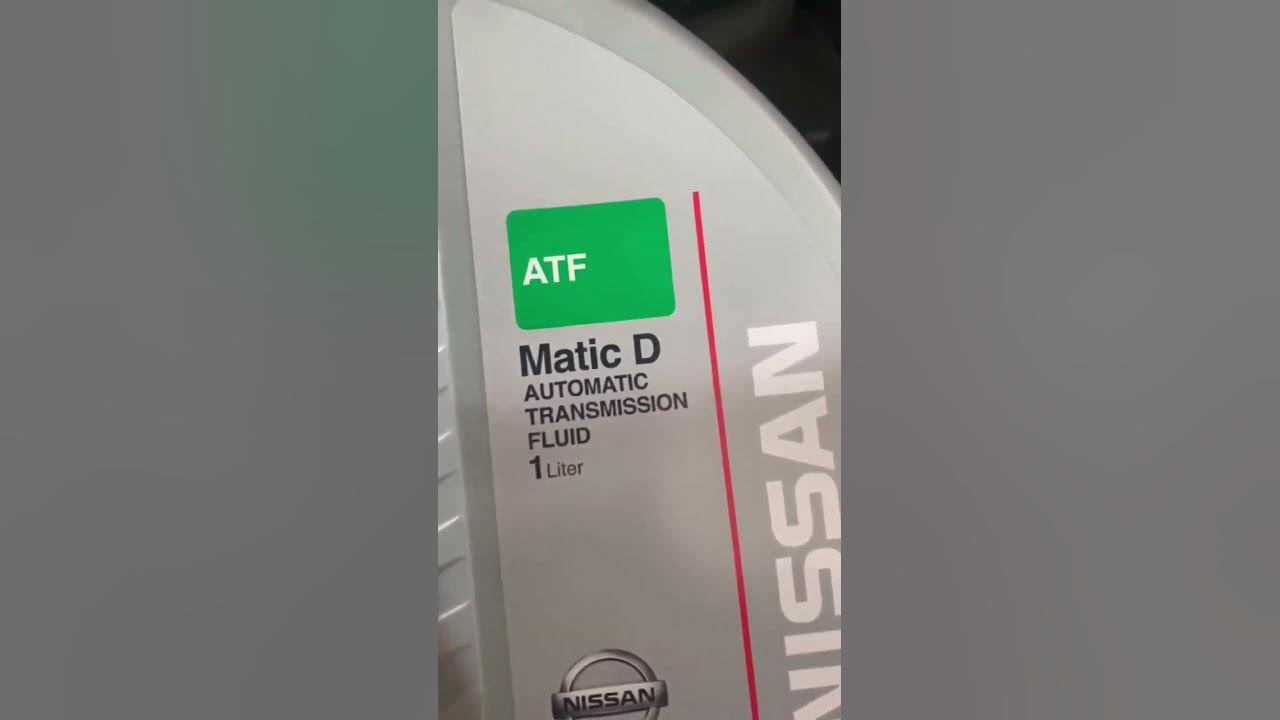 ATF
Matic D
AUTOMATIC
TRANSMISSION
FLUID
1 Liter
NISSAN
NISSAN